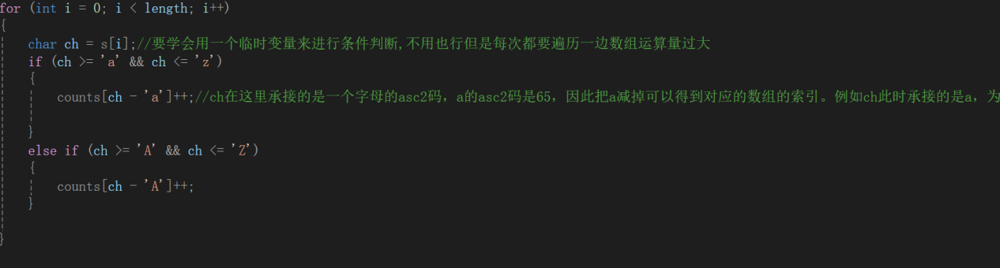 for (int i = 0; i < length; i++)
{
char ch = s[i];//要学会用一个临时变量来进行条件判断,不用也行但是每次都要遍历一边数组运算量过大
if (ch >= 'a' && ch <= 'z')
{
counts[ch - 'a']++;//ch在这里承接的是一个字母的asc2码，a的asc2码是65，因此把a减掉可以得到对应的数组的索引。例如ch此时承接的是a，为
}
else if (ch >= 'A' && ch <= 'Z')
{
counts[ch - 'A']++;
}
}